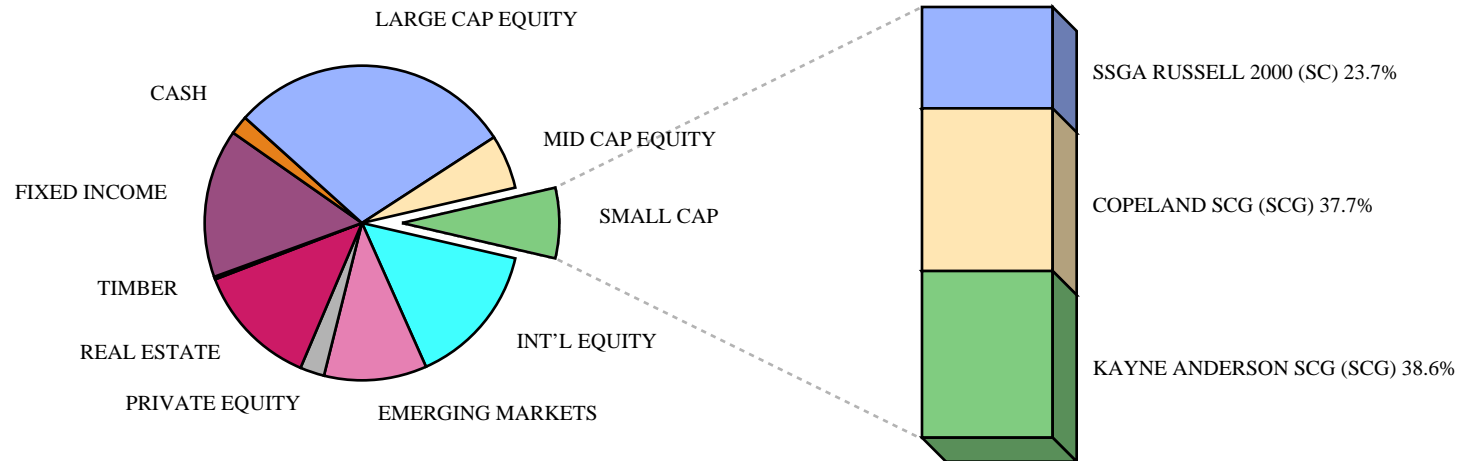 LARGE CAP EQUITY
CASH
MID CAP EQUITY
FIXED INCOME
SMALL CAP
TIMBER
REAL ESTATE
INT'L EQUITY
PRIVATE EQUITY
EMERGING MARKETS
SSGA RUSSELL 2000 (SC) 23.7%
COPELAND SCG (SCG) 37.7%
KAYNE ANDERSON SCG (SCG) 38.6%